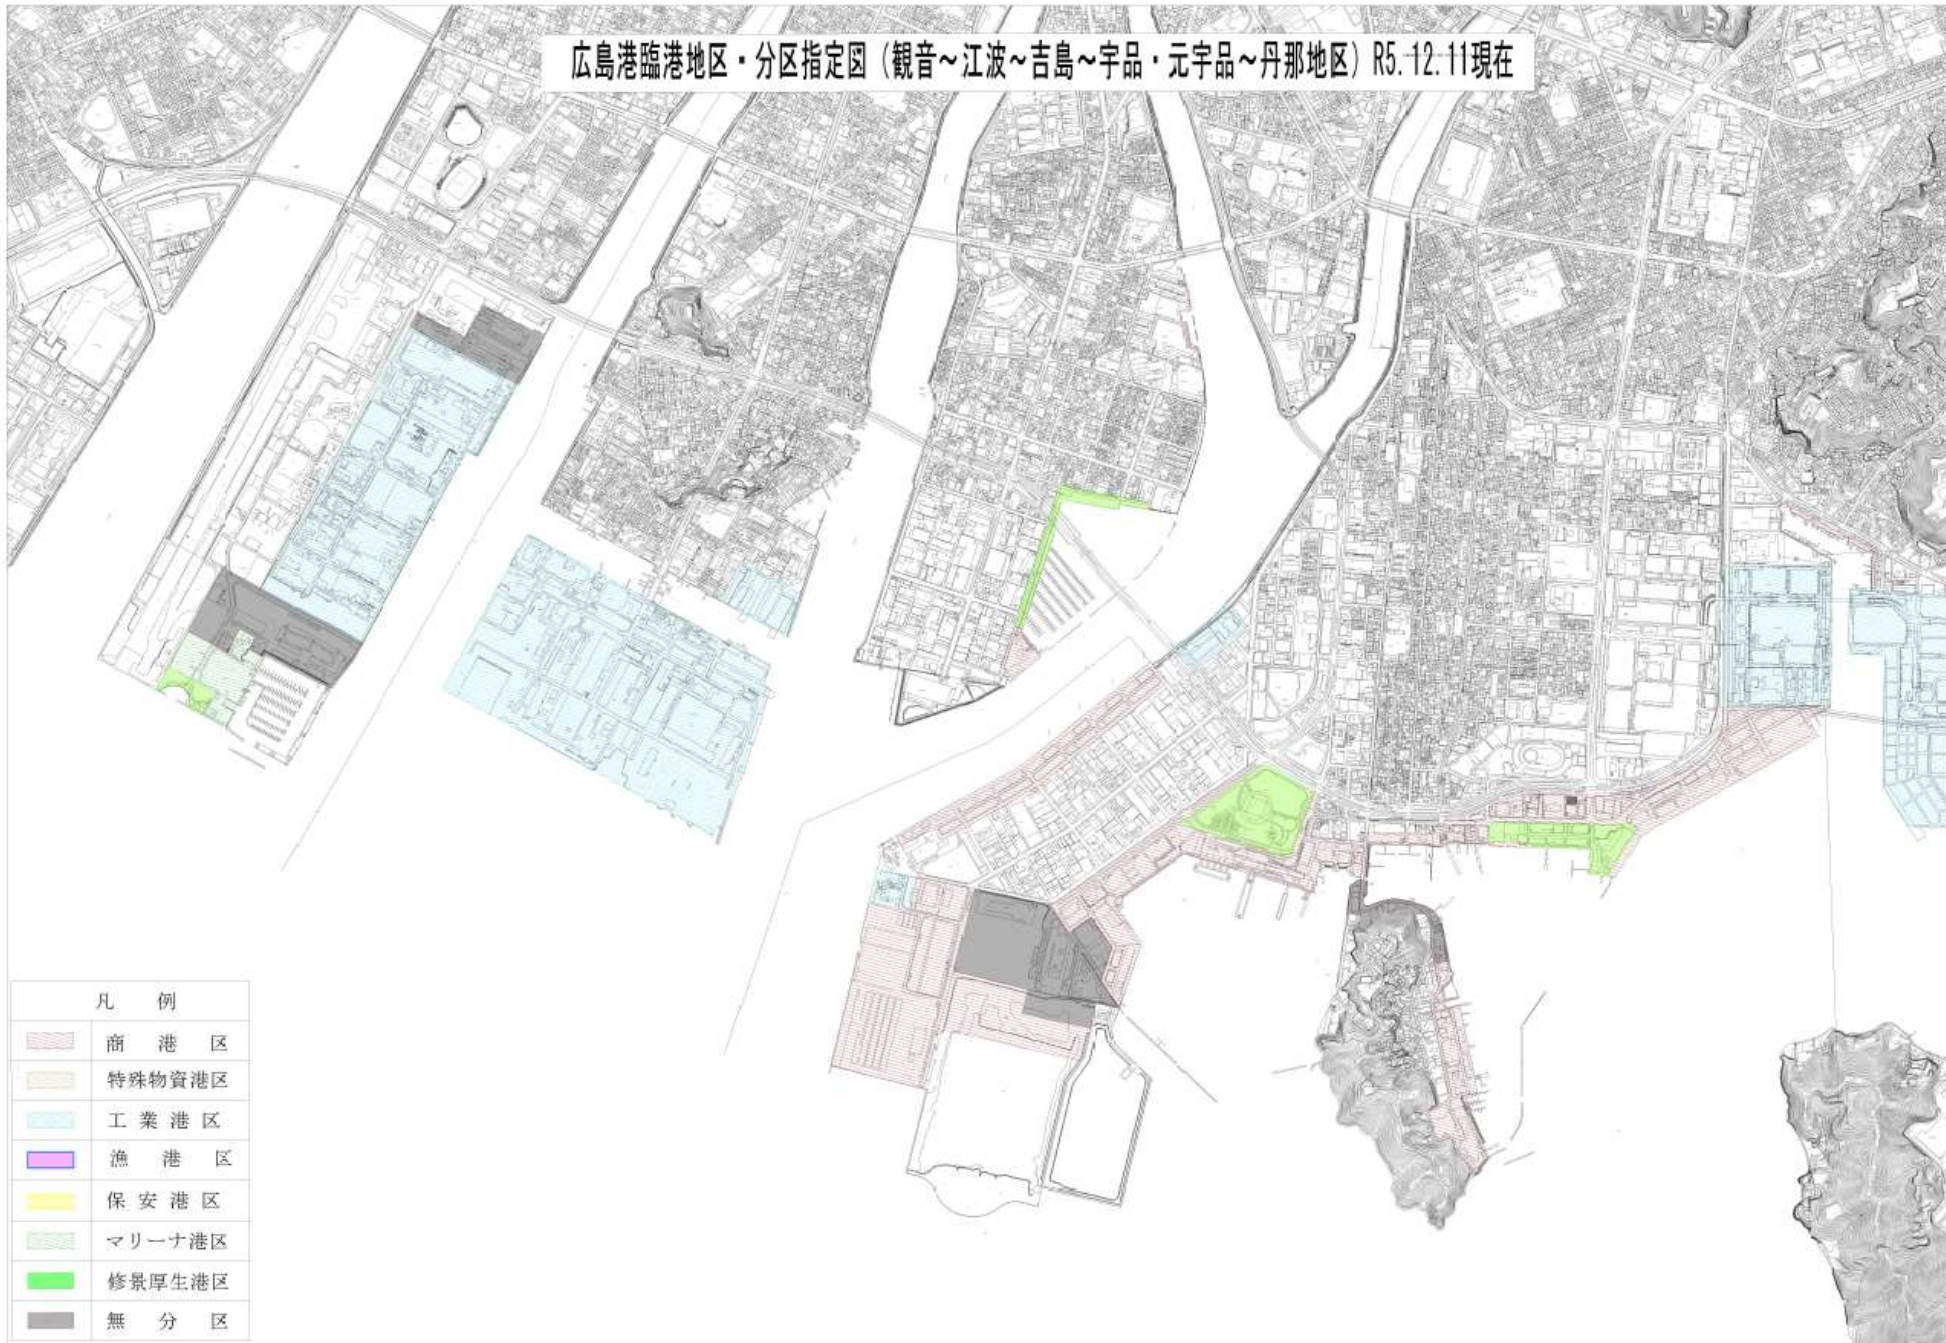 広島港臨港地区・分区指定図（観音～江波～吉島～宇品・元宇品～丹那地区）R5.12.11現在
凡 例
商 港 区
特殊物資港区
工 業 港 区
漁 港 区
保 安 港 区
マリーナ港区
修景厚生港区
無 分 区